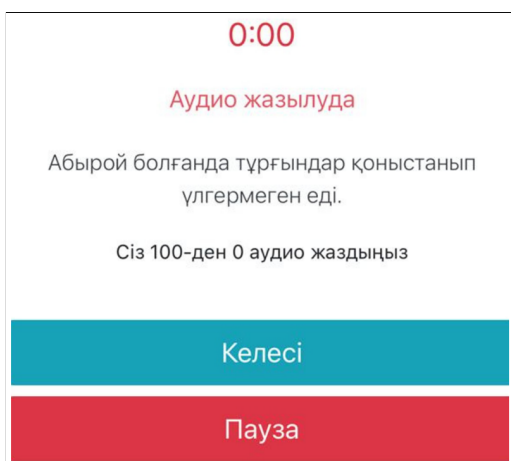 0:00
Аудио жазылуда
Абырой болғанда тұрғындар қоныстанып
үлгермеген еді.
Сіз 100-ден 0 аудио жаздыңыз
Келесі
Пауза